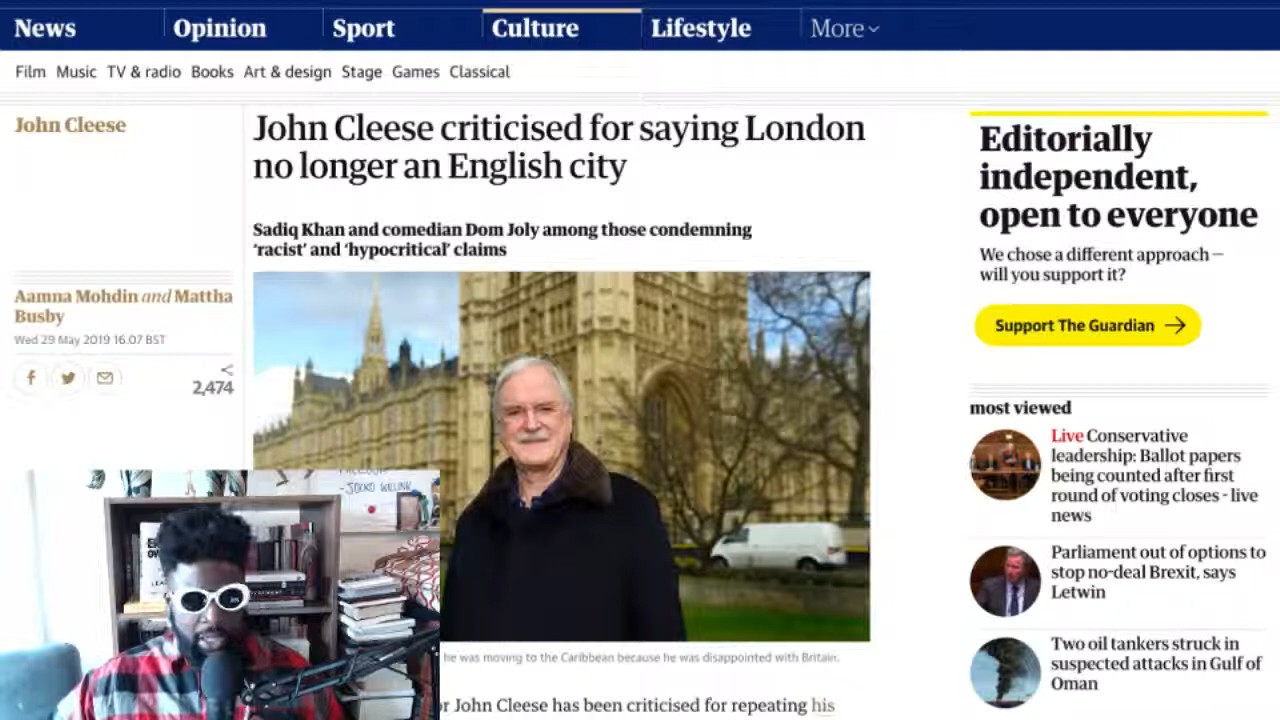 News Opinion Sport Culture Lifestyle More
Film Music TV & radio Books Art & design Stage Games Classical
John Cleese
John Cleese criticised for saying London
no longer an English city
Sadiq Khan and comedian Dom Joly among those condemning
'racist' and 'hypocritical' claims
Aamna Mohdin and Mattha
Busby
Wed 29 May 2019 16.07 BST
2,474
Editorially
independent,
open to everyone
We chose a different approach –
will you support it?
Support The Guardian
most viewed
Live Conservative
leadership: Ballot papers
being counted after first
round of voting closes - live
news
Parliament out of options to
stop no-deal Brexit, says
Letwin
Two oil tankers struck in
suspected attacks in Gulf of
Oman
- JOCKO WILLINK
he was moving to the Caribbean because he was disappointed with Britain.
r John Cleese has been criticised for repeating his